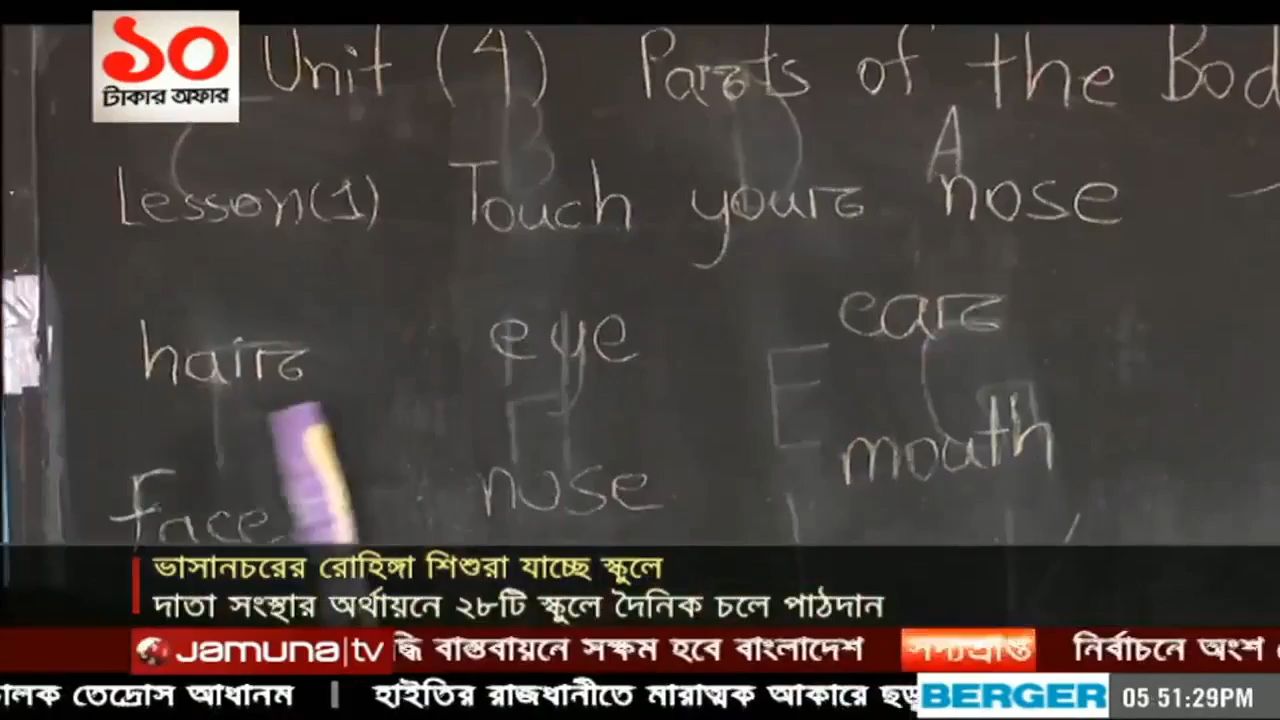 ১০
টাকার অফার
Unit (4) Parts of the Bod
Lesson(1) Touch your nose
A
hair eye ear
face nose mouth
ভাসানচরের রোহিঙ্গা শিশুরা যাচ্ছে স্কুলে
দাতা সংস্থার অর্থায়নে ২৮টি স্কুলে দৈনিক চলে পাঠদান
Jamuna|tv দ্ধি বাস্তবায়নে সক্ষম হবে বাংলাদেশ সদ্যপ্রাপ্ত নির্বাচনে অংশ
ালক তেদ্রোস আধানম | হাইতির রাজধানীতে মারাত্মক আকারে ছড় BERGER 05:51:29PM